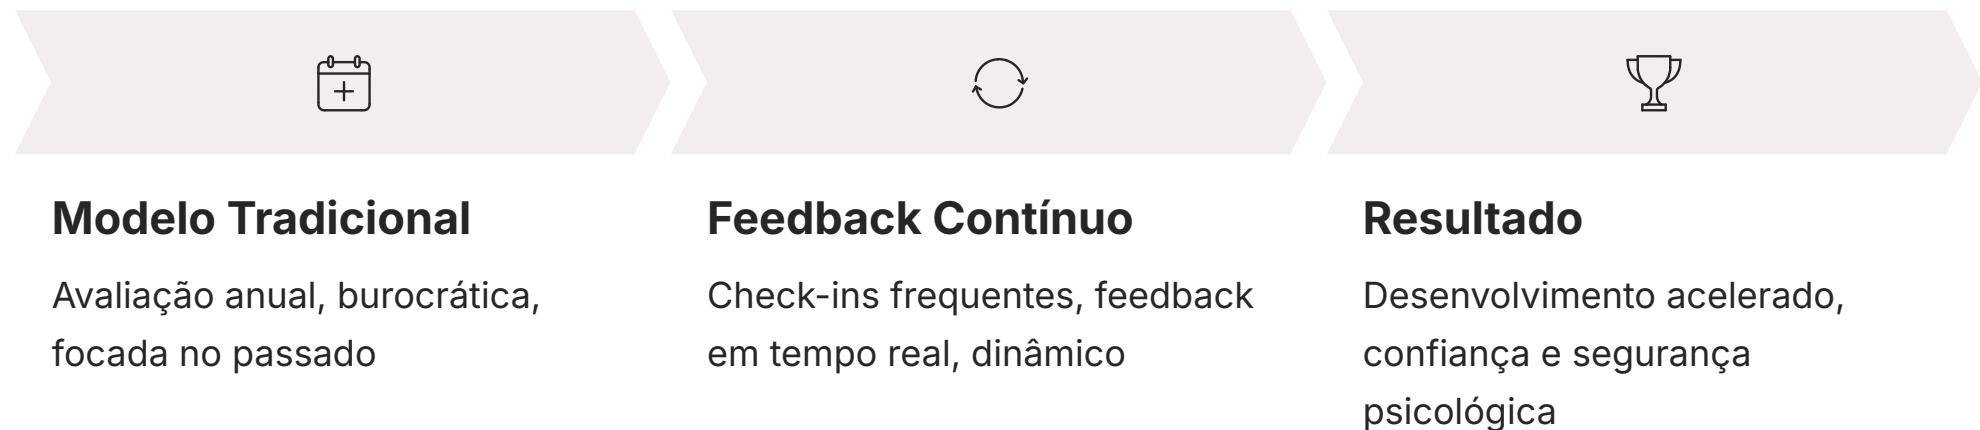 Modelo Tradicional
Avaliação anual, burocrática,
focada no passado
Feedback Contínuo
Check-ins frequentes, feedback
em tempo real, dinâmico
Resultado
Desenvolvimento acelerado,
confiança e segurança
psicológica